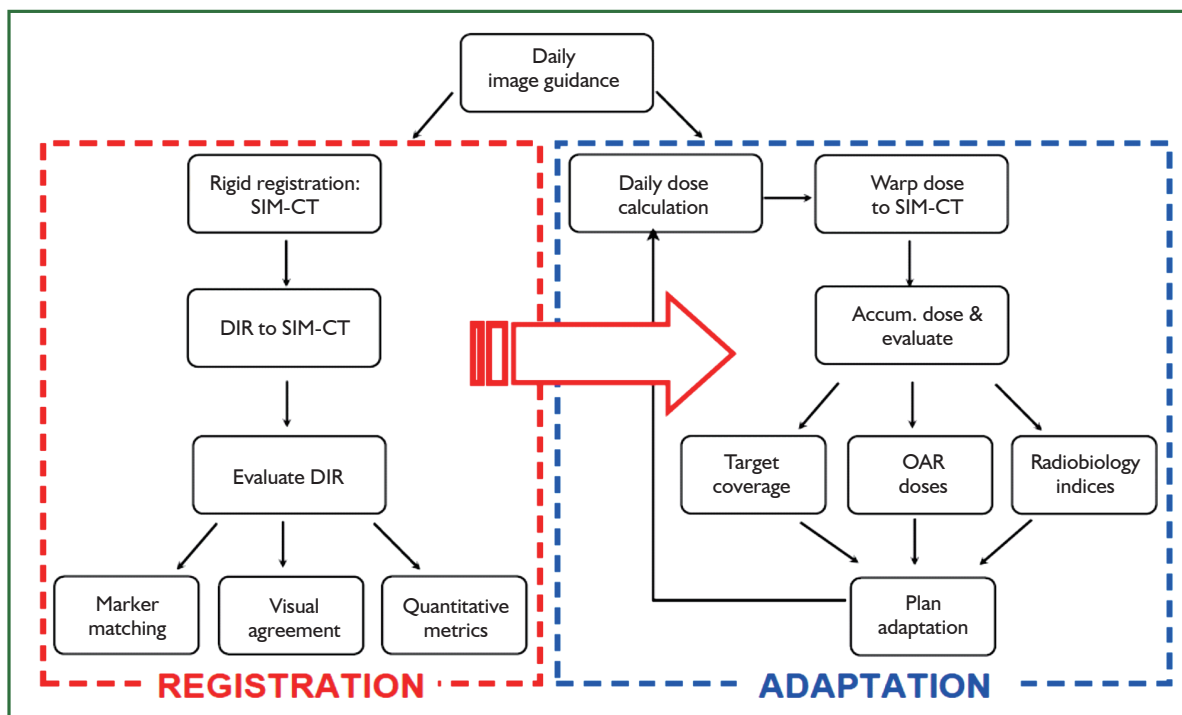 Daily
image guidance
Rigid registration:
SIM-CT
DIR to SIM-CT
Evaluate DIR
Marker
matching
Visual
agreement
Quantitative
metrics
REGISTRATION
Daily dose
calculation
Warp dose
to SIM-CT
Accum. dose &
evaluate
Target
coverage
OAR
doses
Radiobiology
indices
Plan
adaptation
ADAPTATION